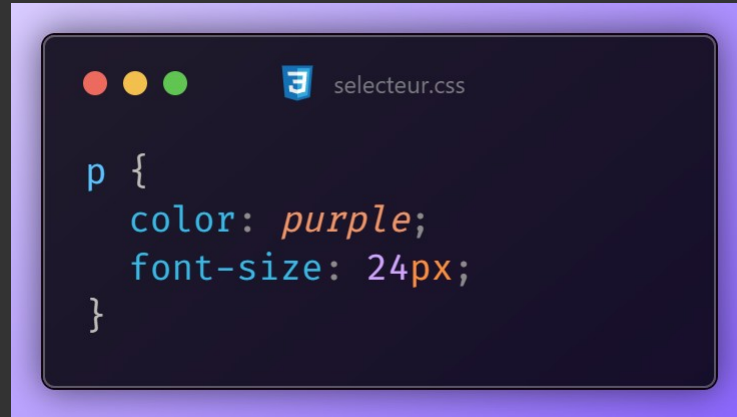 selecteur.css
p {
  color: purple;
  font-size: 24px;
}